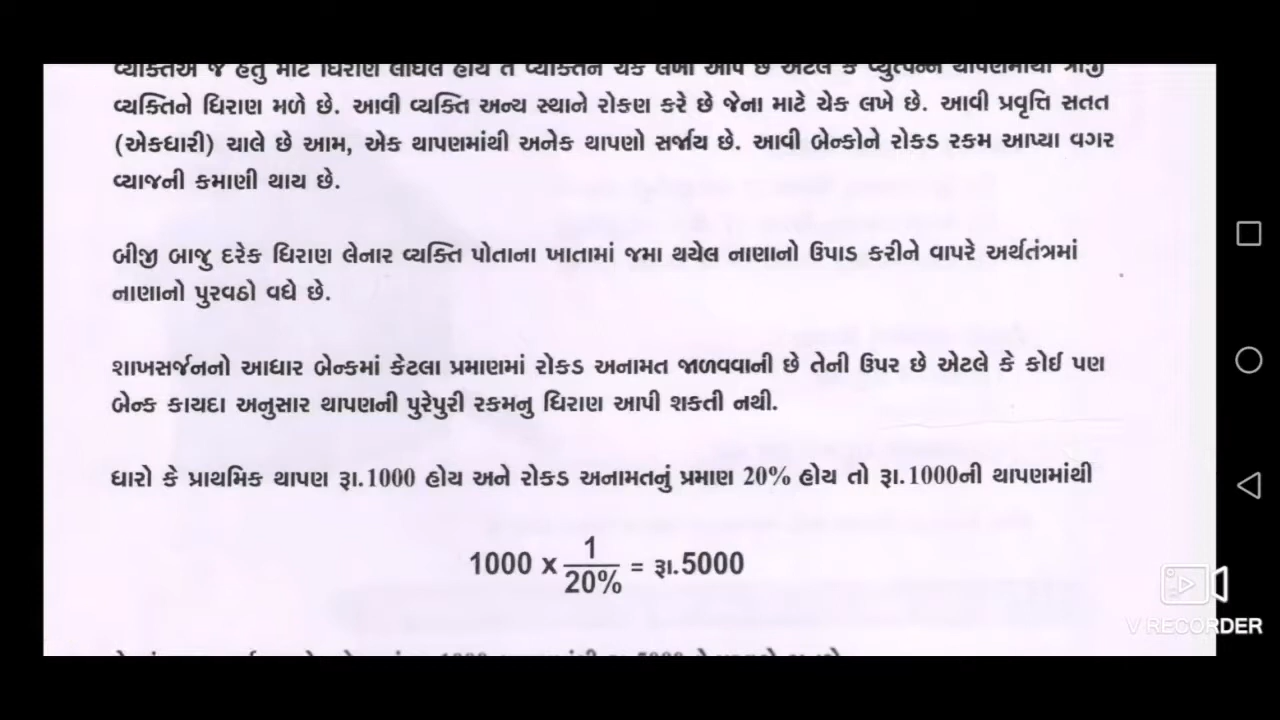 વ્યક્તિને ધિરાણ મળે છે. આવી વ્યક્તિ અન્ય સ્થાને રોકણ કરે છે જેના માટે ચેક લખે છે. આવી પ્રવૃત્તિ સતત
(એકધારી) ચાલે છે આમ, એક થાપણમાંથી અનેક થાપણો સર્જાય છે. આવી બેન્કોને રોકડ રકમ આપ્યા વગર
વ્યાજની કમાણી થાય છે.
બીજી બાજુ દરેક ધિરાણ લેનાર વ્યક્તિ પોતાના ખાતામાં જમા થયેલ નાણાનો ઉપાડ કરીને વાપરે અર્થતંત્રમાં
નાણાનો પુરવઠો વધે છે.
શાખસર્જનનો આધાર બેન્કમાં કેટલા પ્રમાણમાં રોકડ અનામત જાળવવાની છે તેની ઉપર છે એટલે કે કોઈ પણ
બેન્ક કાયદા અનુસાર થાપણની પુરેપુરી રકમનુ ધિરાણ આપી શકતી નથી.
ધારો કે પ્રાથમિક થાપણ રૂા.1000 હોય અને રોકડ અનામતનું પ્રમાણ 20% હોય તો રૂા.1000ની થાપણમાંથી
1000 x 1/20% = રૂા.5000
V RECORDER